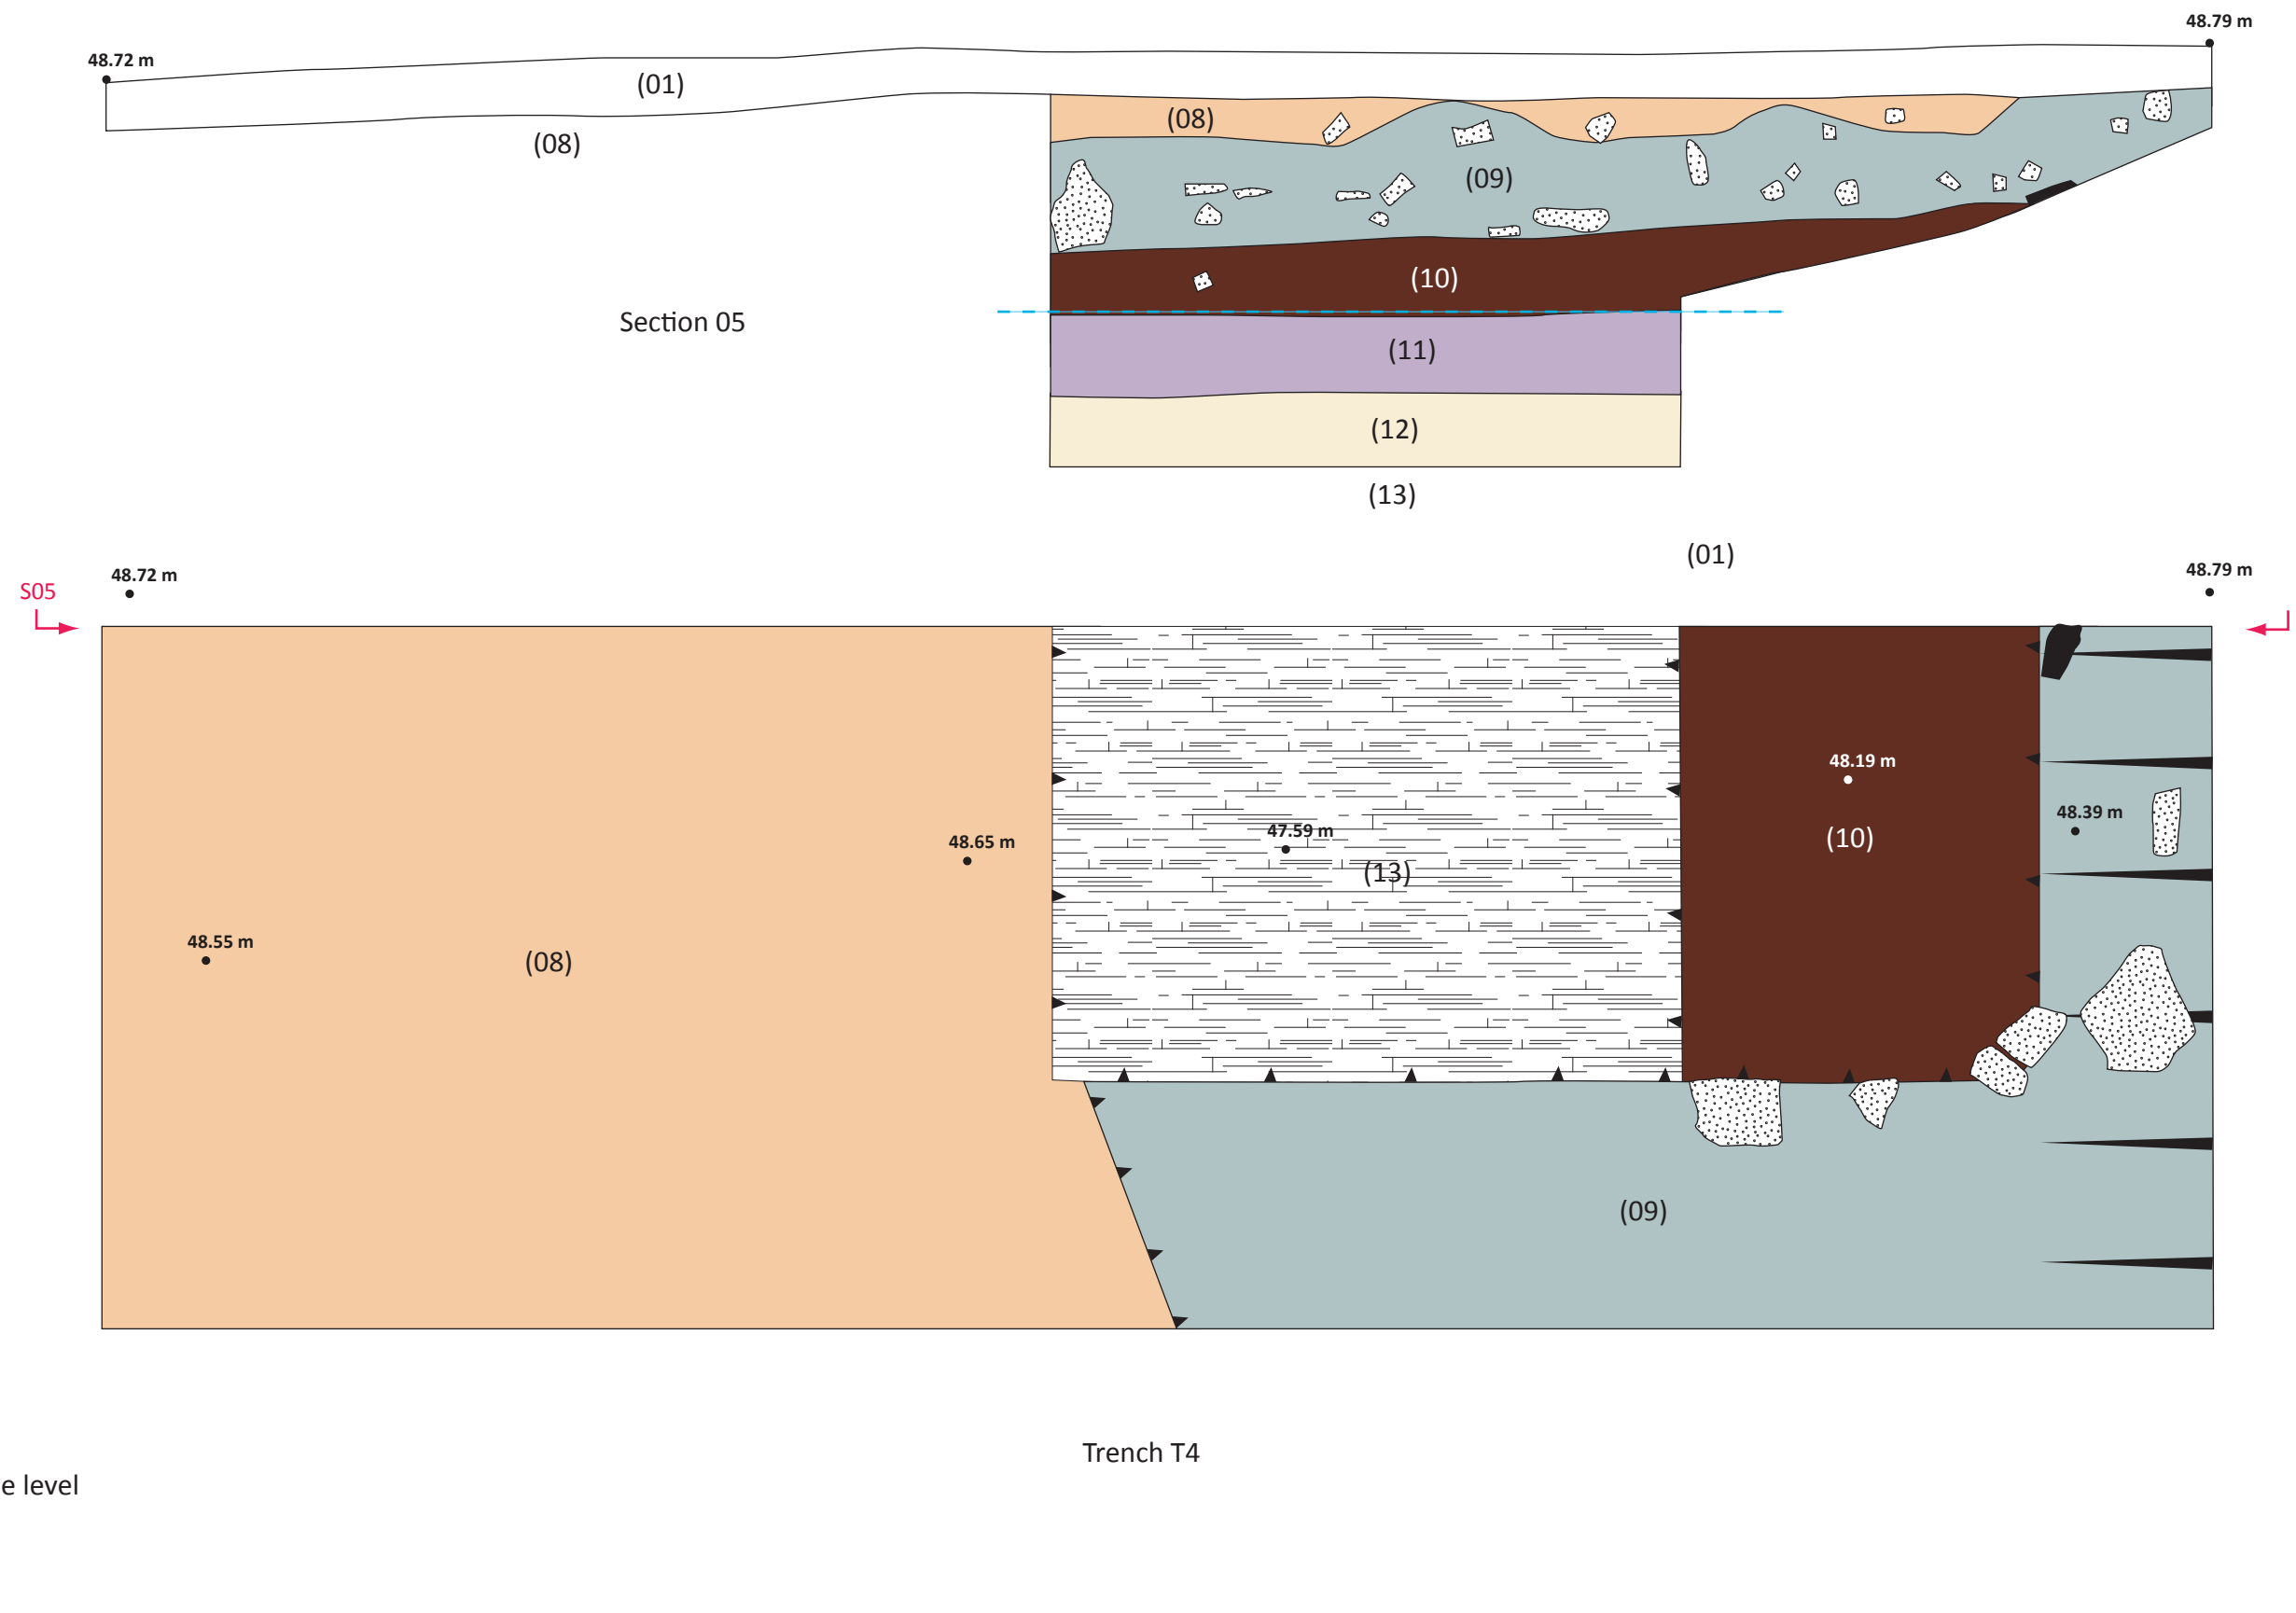 48.79 m
48.72 m
(01)
(08)
(08)
(09)
(10)
Section 05
(11)
(12)
(13)
(01)
48.72 m
48.79 m
S05
48.19 m
48.39 m
47.59 m
48.65 m
(10)
(13)
48.55 m
(08)
(09)
Trench T4
e level